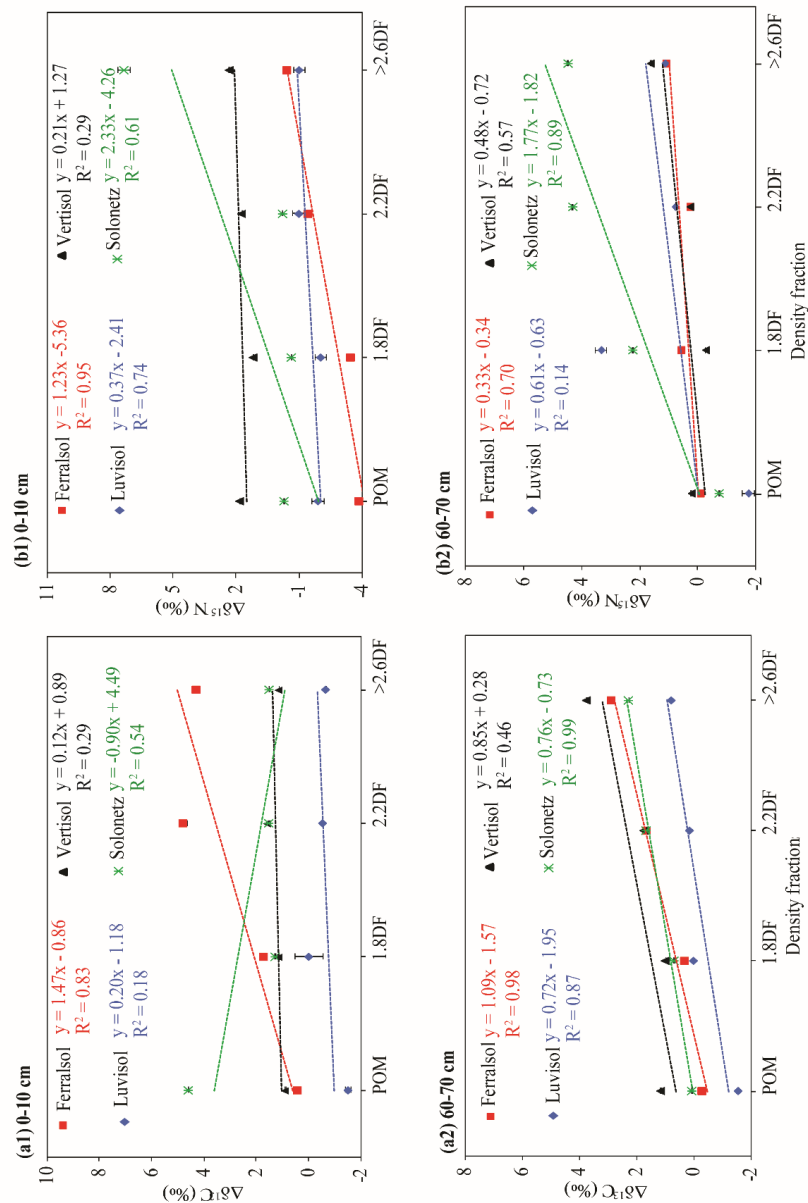 (a1) 0-10 cm
Ferralsol y = 1.47x - 0.86
R² = 0.83
Vertisol y = 0.12x + 0.89
R² = 0.29
Luvisol y = 0.20x - 1.18
R² = 0.18
Solonetz y = -0.90x + 4.49
R² = 0.54
10
8
6
4
2
0
-2
Δδ¹³C (‰)
POM 1.8DF 2.2DF >2.6DF
(b1) 0-10 cm
Ferralsol y = 1.23x -5.36
R² = 0.95
Vertisol y = 0.21x + 1.27
R² = 0.29
Luvisol y = 0.37x - 2.41
R² = 0.74
Solonetz y = 2.33x - 4.26
R² = 0.61
11
8
5
2
-1
-4
Δδ¹⁵N (‰)
POM 1.8DF 2.2DF >2.6DF
(a2) 60-70 cm
Ferralsol y = 1.09x - 1.57
R² = 0.98
Vertisol y = 0.85x + 0.28
R² = 0.46
Luvisol y = 0.72x - 1.95
R² = 0.87
Solonetz y = 0.76x - 0.73
R² = 0.99
8
6
4
2
0
-2
Δδ¹³C (‰)
POM 1.8DF 2.2DF >2.6DF
Density fraction
(b2) 60-70 cm
Ferralsol y = 0.33x - 0.34
R² = 0.70
Vertisol y = 0.48x - 0.72
R² = 0.57
Luvisol y = 0.61x - 0.63
R² = 0.14
Solonetz y = 1.77x - 1.82
R² = 0.89
8
6
4
2
0
-2
Δδ¹⁵N (‰)
POM 1.8DF 2.2DF >2.6DF
Density fraction